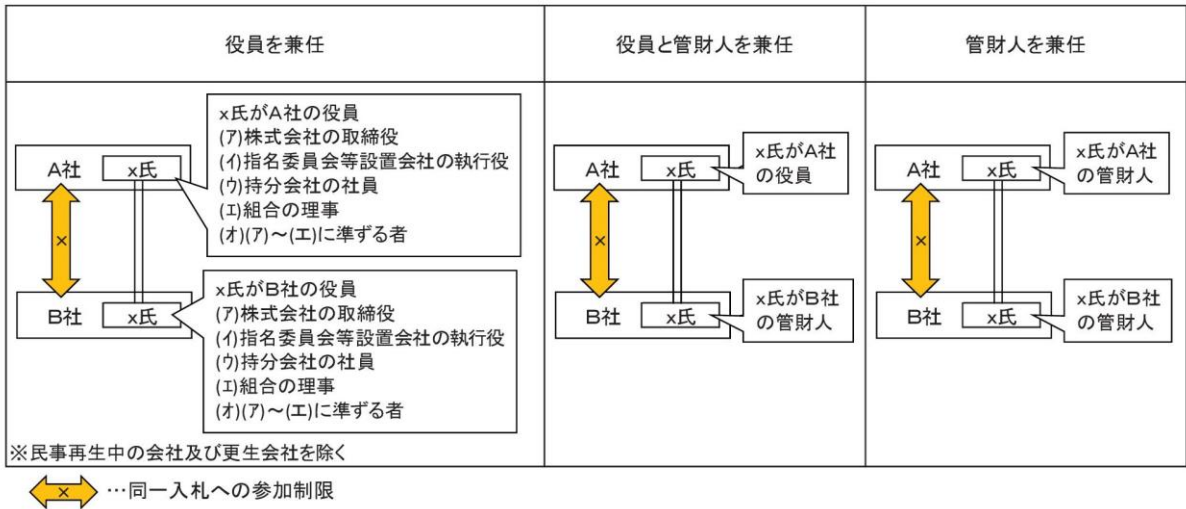 役員を兼任
役員と管財人を兼任
管財人を兼任
x氏がA社の役員
(ア)株式会社の取締役
(イ)指名委員会等設置会社の執行役
(ウ)持分会社の社員
(エ)組合の理事
(オ)(ア)～(エ)に準ずる者
A社
x氏
×
B社
x氏
x氏がB社の役員
(ア)株式会社の取締役
(イ)指名委員会等設置会社の執行役
(ウ)持分会社の社員
(エ)組合の理事
(オ)(ア)～(エ)に準ずる者
※民事再生中の会社及び更生会社を除く
A社
x氏
x氏がA社
の役員
×
B社
x氏
x氏がB社
の管財人
A社
x氏
x氏がA社
の管財人
×
B社
x氏
x氏がB社
の管財人
× …同一入札への参加制限